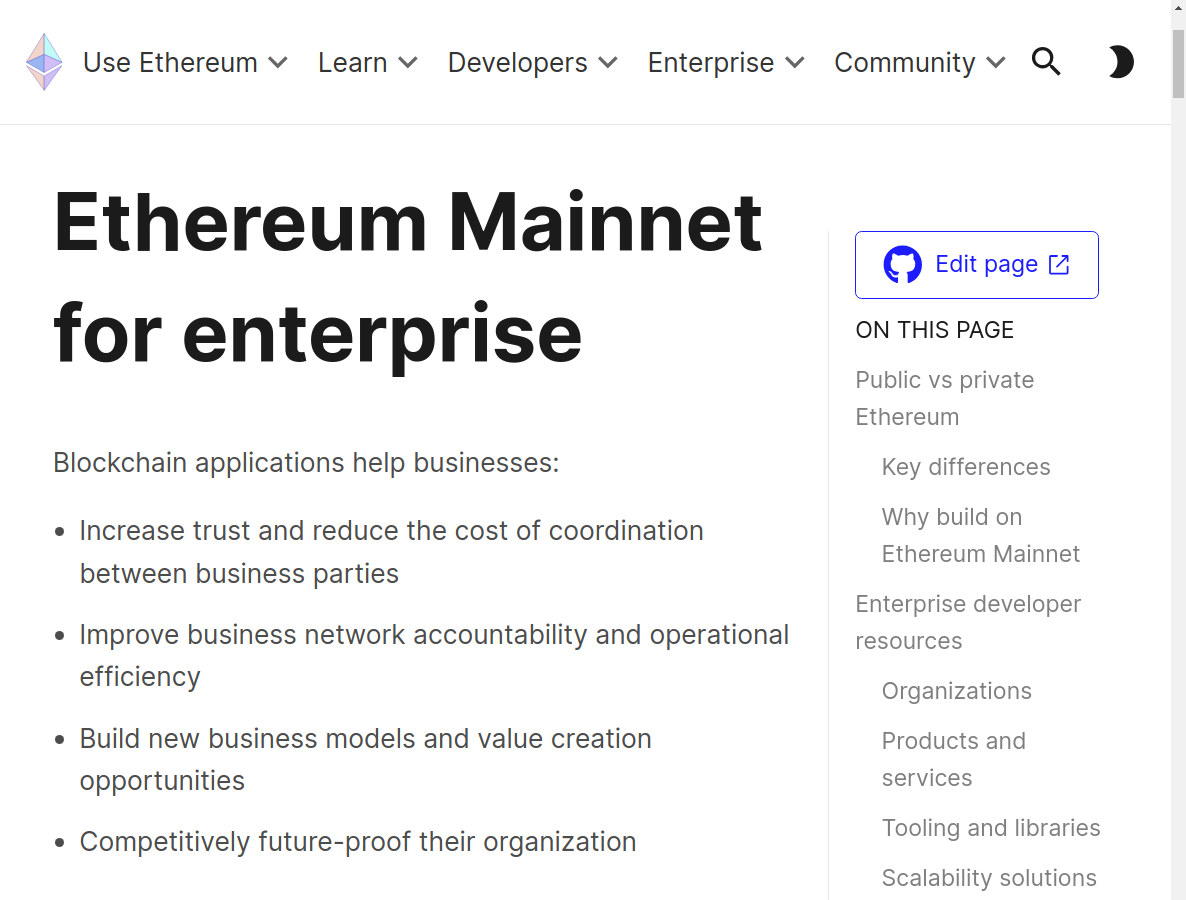 Use Ethereum Learn Developers Enterprise Community
Ethereum Mainnet
for enterprise
Blockchain applications help businesses:
• Increase trust and reduce the cost of coordination
between business parties
• Improve business network accountability and operational
efficiency
• Build new business models and value creation
opportunities
• Competitively future-proof their organization
Edit page
ON THIS PAGE
Public vs private
Ethereum
Key differences
Why build on
Ethereum Mainnet
Enterprise developer
resources
Organizations
Products and
services
Tooling and libraries
Scalability solutions